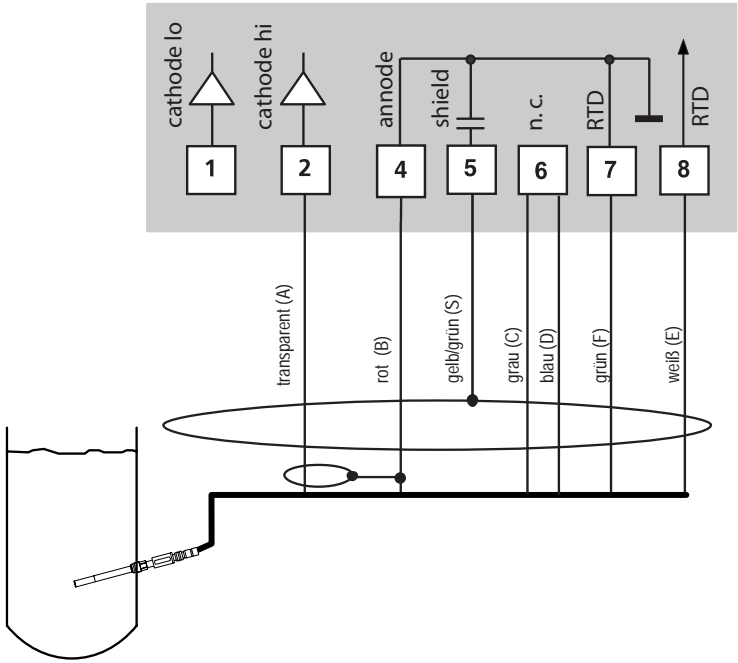 cathode lo
cathode hi
annode
shield
n. c.
RTD
RTD
1
2
4
5
6
7
8
transparent (A)
rot (B)
gelb/grün (S)
grau (C)
blau (D)
grün (F)
weiß (E)